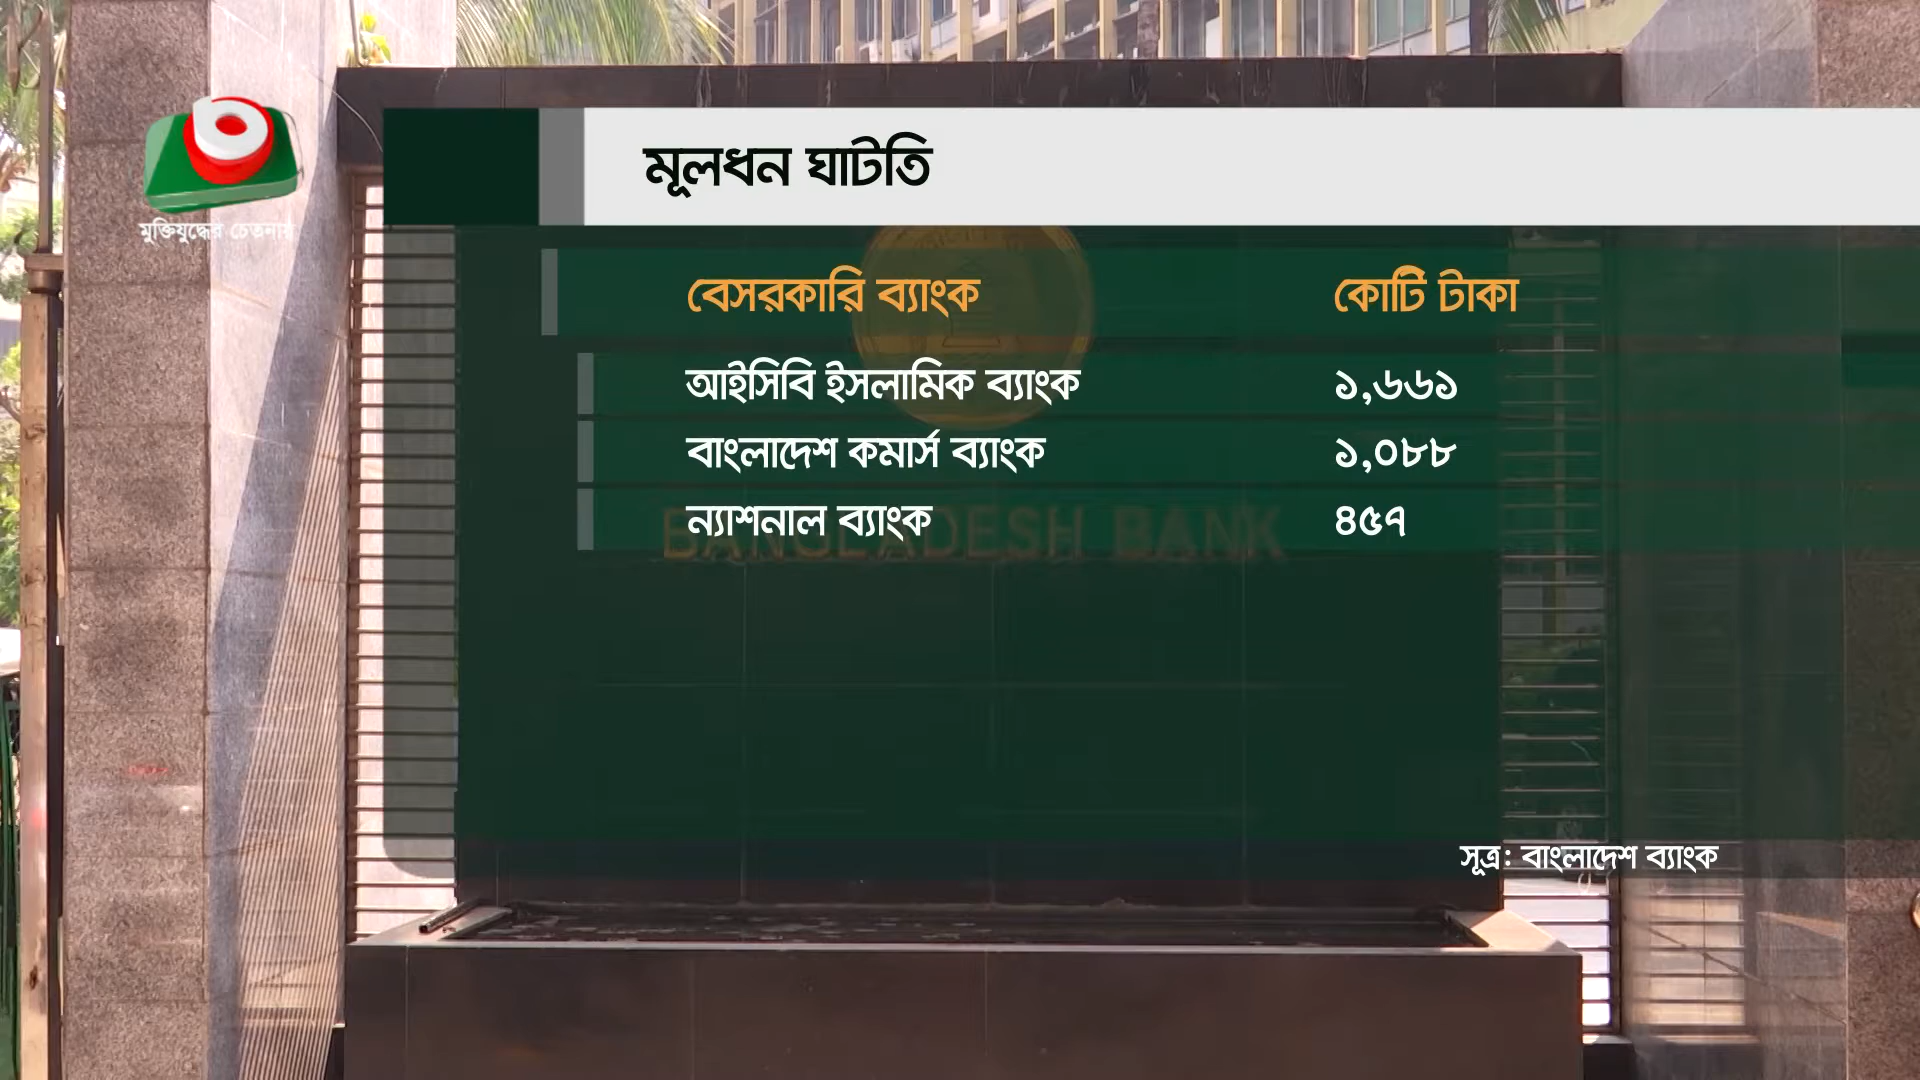 মূলধন ঘাটতি
মুক্তিযুদ্ধের চেতনায়
বেসরকারি ব্যাংক কোটি টাকা
আইসিবি ইসলামিক ব্যাংক ১,৬৬১
বাংলাদেশ কমার্স ব্যাংক ১,০৮৮
ন্যাশনাল ব্যাংক ৪৫৭
BANGLADESH BANK
সূত্র: বাংলাদেশ ব্যাংক